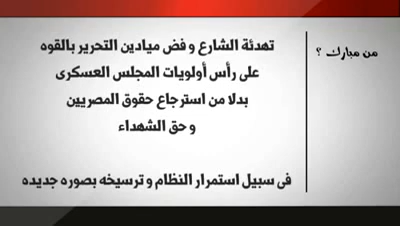 من مبارك ؟
تهدئة الشارع و فض ميادين التحرير بالقوه
على رأس أولويات المجلس العسكرى
بدلا من استرجاع حقوق المصريين
و حق الشهداء
فى سبيل استمرار النظام و ترسيخه بصوره جديده